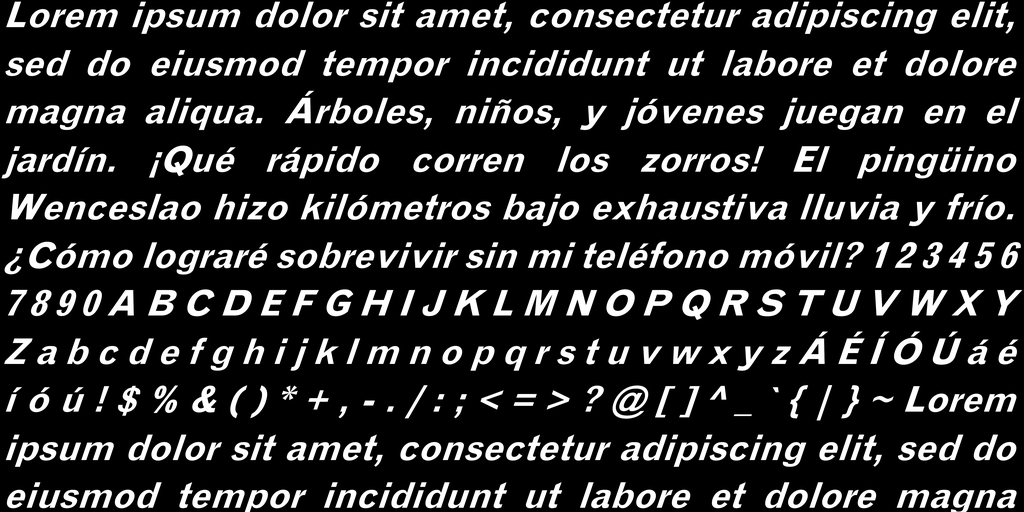 Lorem ipsum dolor sit amet, consectetur adipiscing elit,
sed do eiusmod tempor incididunt ut labore et dolore
magna aliqua. Árboles, niños, y jóvenes juegan en el
jardín. ¡Qué rápido corren los zorros! El pingüino
Wenceslao hizo kilómetros bajo exhaustiva lluvia y frío.
¿Cómo lograré sobrevivir sin mi teléfono móvil? 1 2 3 4 5 6
7 8 9 0 A B C D E F G H I J K L M N O P Q R S T U V W X Y
Z a b c d e f g h i j k l m n o p q r s t u v w x y z Á É Í Ó Ú á é
í ó ú ! $ % & ( ) * + , - . / : ; < = > ? @ [ ] ^ _ ` { | } ~ Lorem
ipsum dolor sit amet, consectetur adipiscing elit, sed do
eiusmod tempor incididunt ut labore et dolore magna